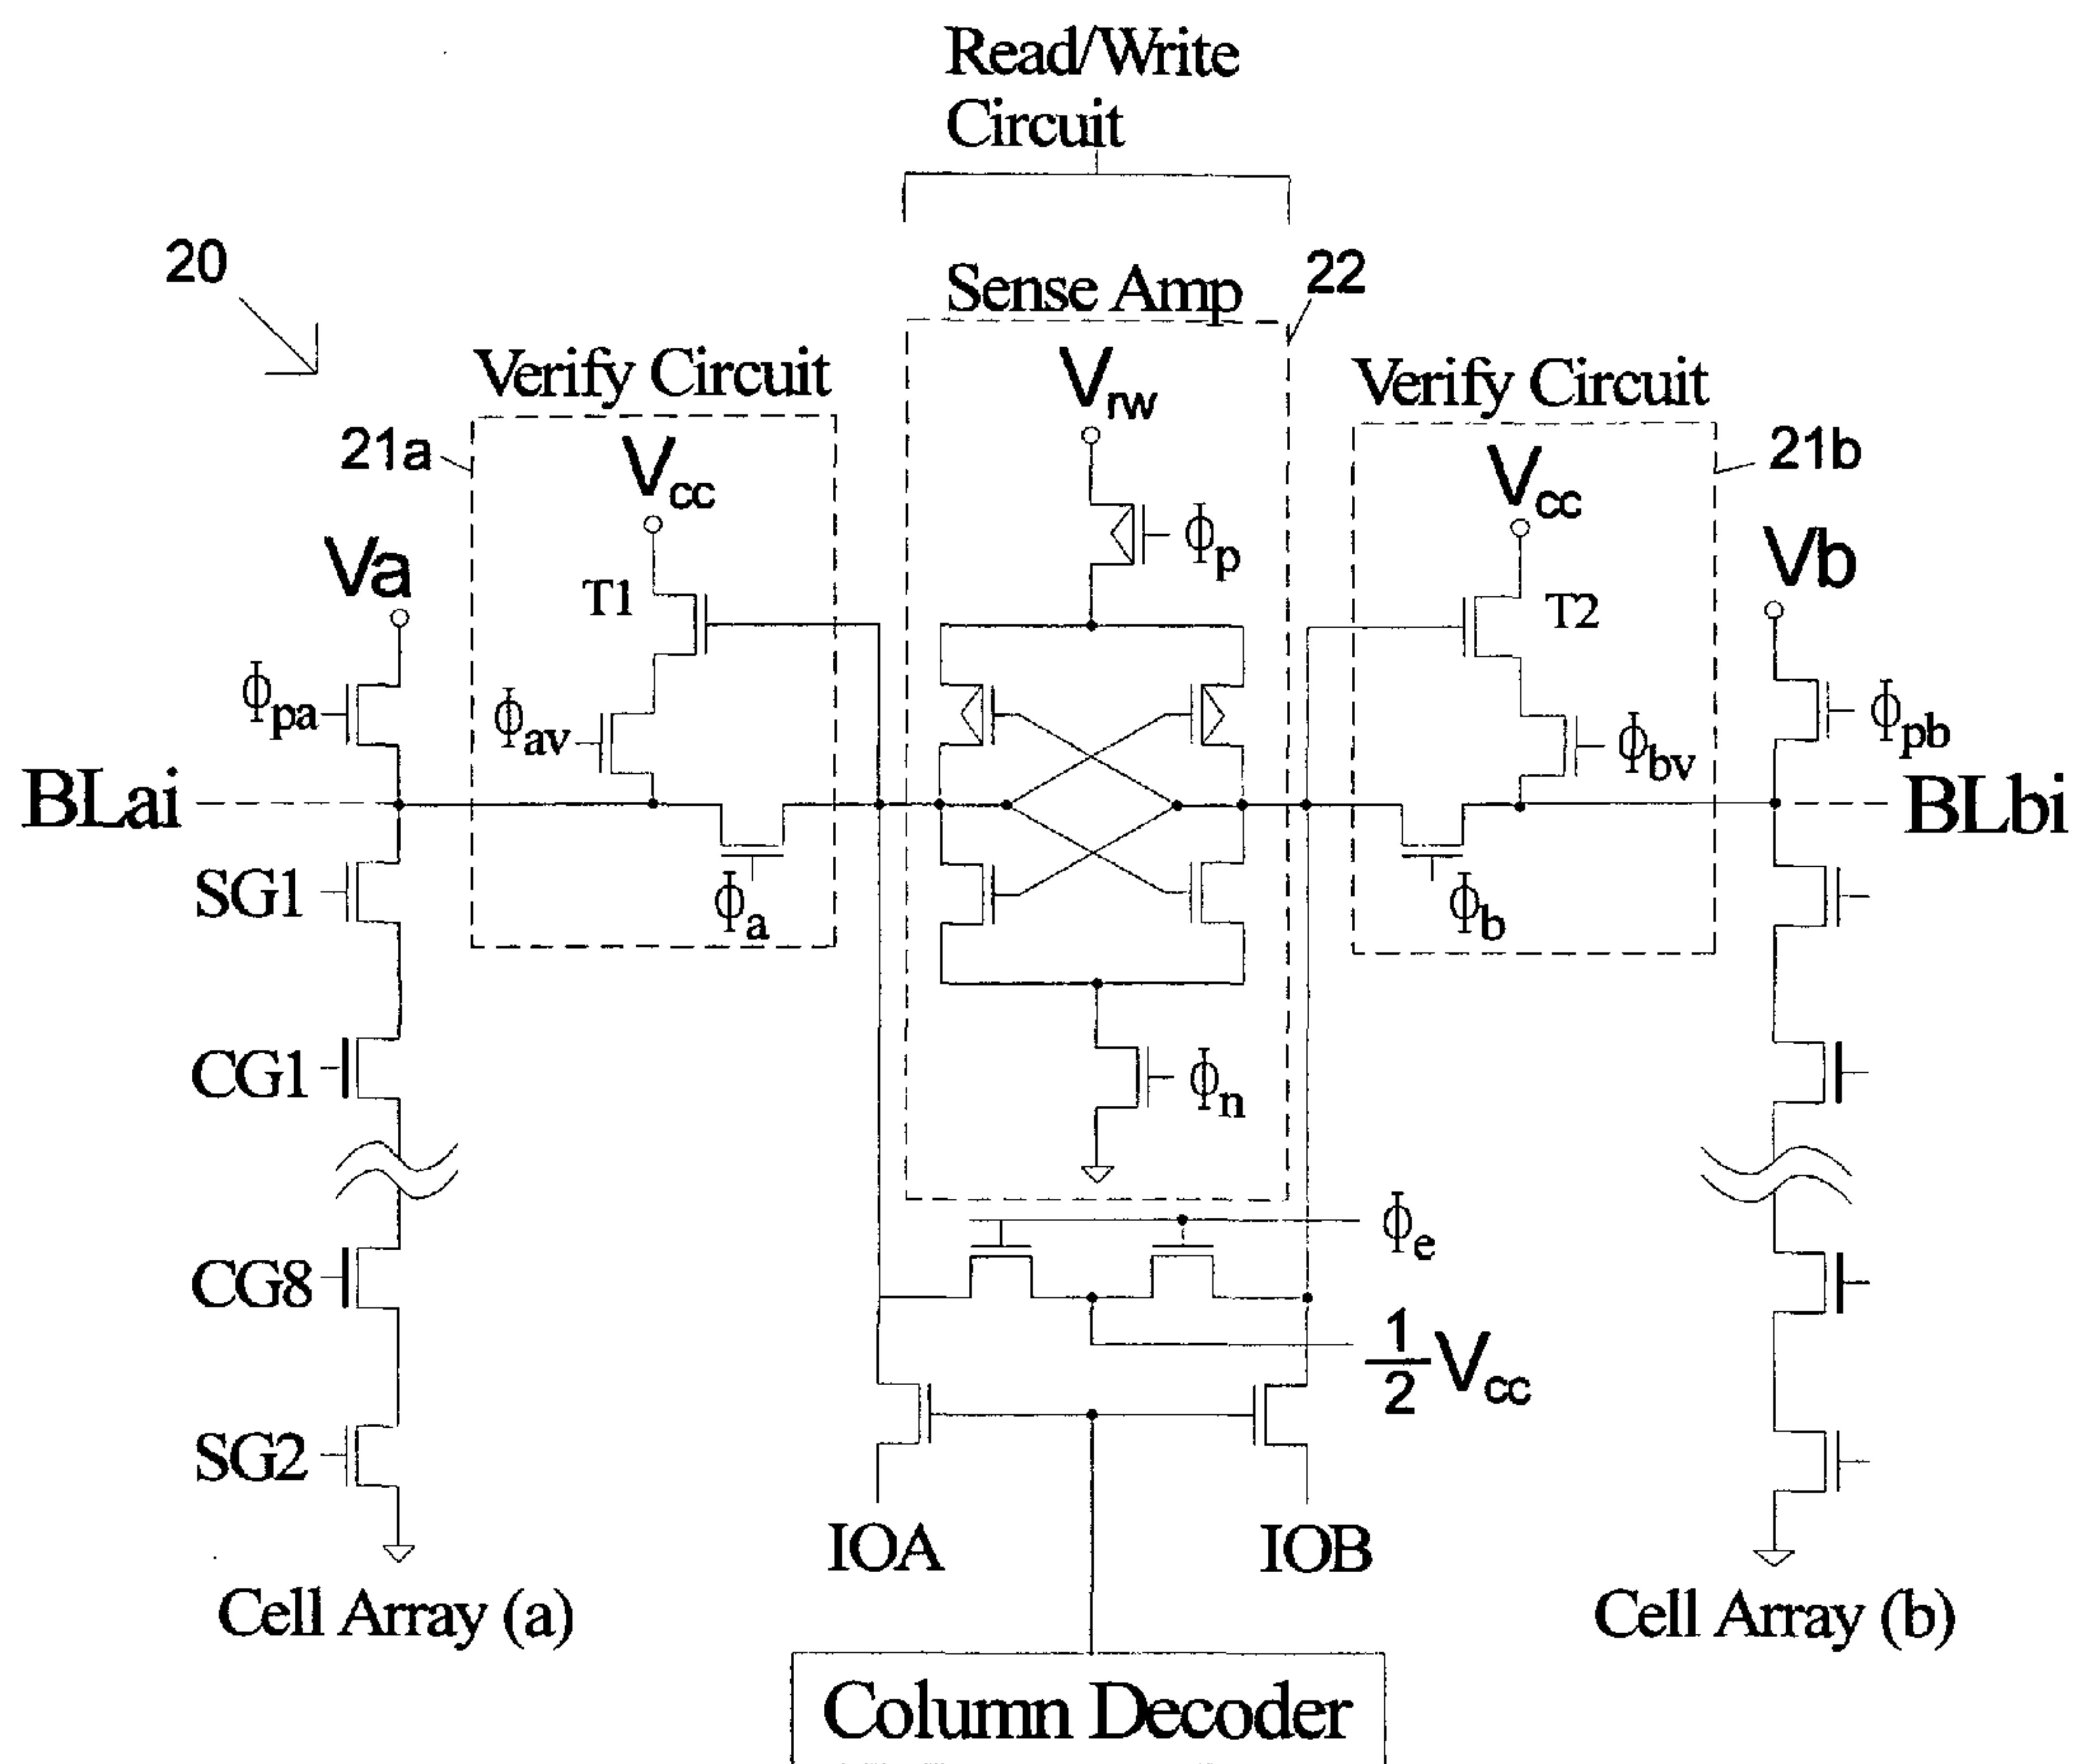 Read/Write
Circuit
20
Sense Amp
22
Verify Circuit
Vrw
Verify Circuit
21a
Vcc
Vcc
21b
Va
T1
ϕp
T2
Vb
ϕpa
ϕav
ϕbv
ϕpb
BLai
BLbi
SG1
ϕa
ϕb
CG1
ϕn
ϕe
CG8
1/2 Vcc
SG2
IOA
IOB
Cell Array (a)
Cell Array (b)
Column Decoder